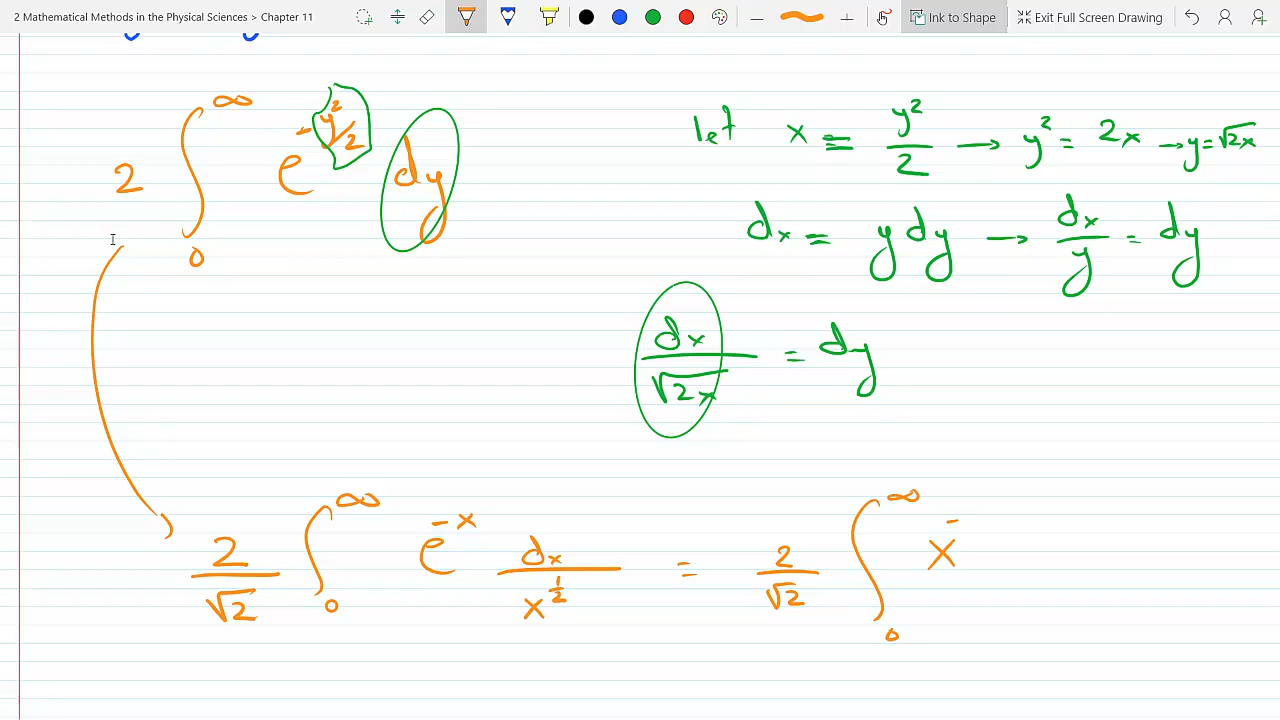 2 Mathematical Methods in the Physical Sciences > Chapter 11
Ink to Shape
Exit Full Screen Drawing
2 ∫₀^∞ e^(-y²/2) dy
let x = y²/2 → y² = 2x → y = √2x
dx = y dy → dx/y = dy
dx/√2x = dy
2/√2 ∫₀^∞ e^(-x) dx/x^(1/2) = 2/√2 ∫₀^∞ x^-